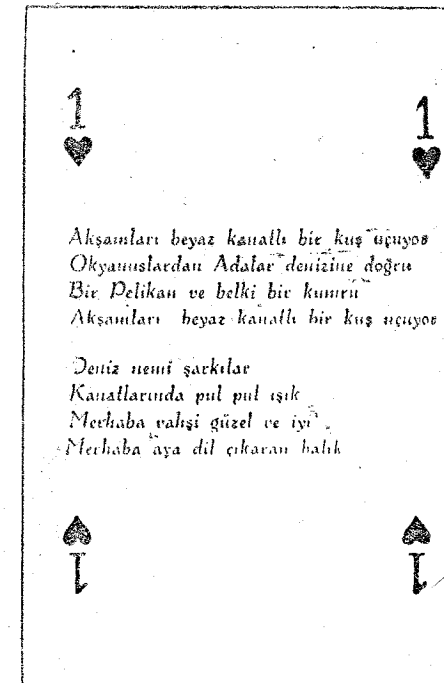 1
1
Akşamları beyaz kanatlı bir kuş uçuyor
Okyanuslardan Adalar denizine doğru
Bir Pelikan ve belki bir kumru
Akşamları beyaz kanatlı bir kuş uçuyor
Deniz nemi şarkılar
Kanatlarında pul pul ışık
Merhaba vahşi güzel ve iyi
Merhaba aya dil çıkaran balık
1
1